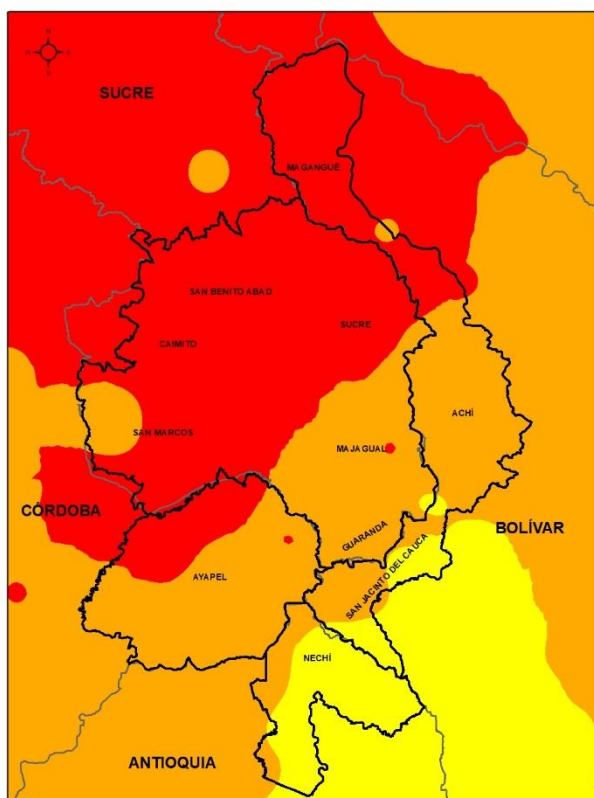 N
SUCRE
MAGANGUÉ
SAN BENITO ABAD
SUCRE
CAIMITO
ACHÍ
SAN MARCOS
MAJAGUAL
CÓRDOBA
BOLÍVAR
GUARANDA
AYAPEL
SAN JACINTO DEL CAUCA
NECHÍ
ANTIOQUIA